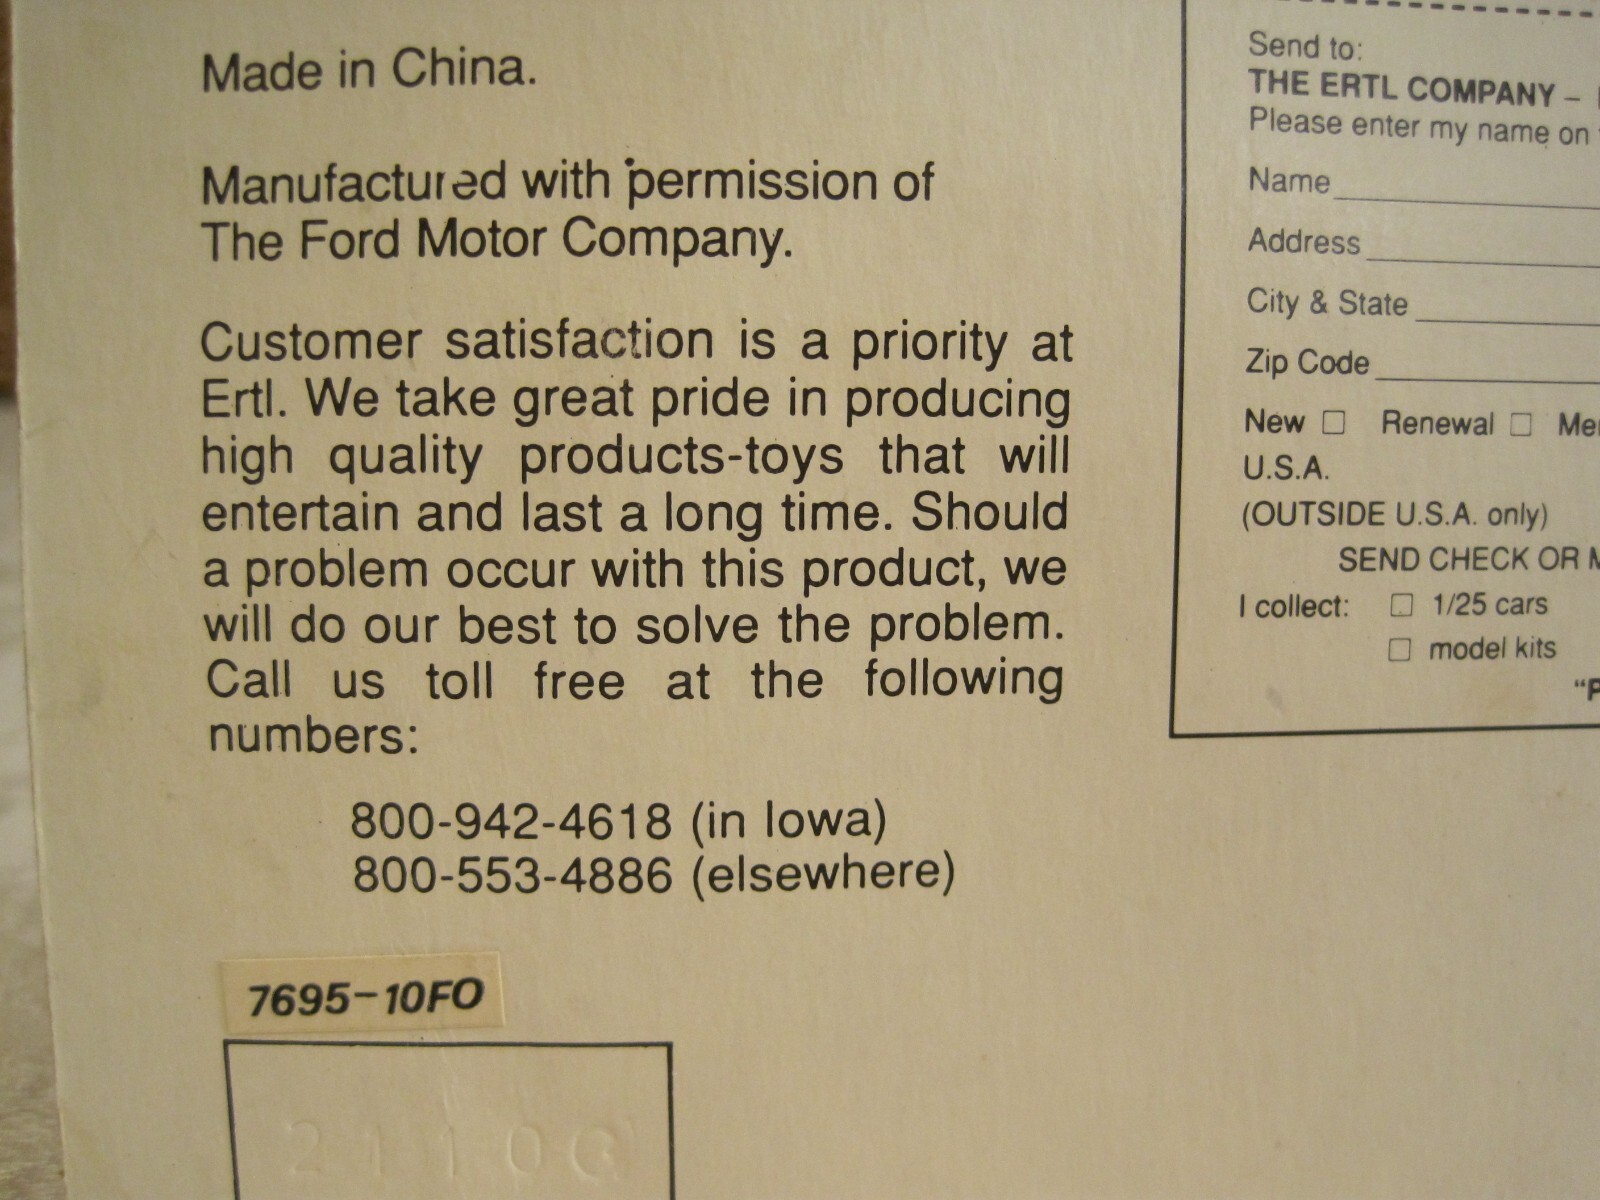 Made in China.
Manufactured with permission of
The Ford Motor Company.
Customer satisfaction is a priority at
Ertl. We take great pride in producing
high quality products-toys that will
entertain and last a long time. Should
a problem occur with this product, we
will do our best to solve the problem.
Call us toll free at the following
numbers:
800-942-4618 (in Iowa)
800-553-4886 (elsewhere)
7695-10FO
Send to:
THE ERTL COMPANY –
Please enter my name on
Name
Address
City & State
Zip Code
New □ Renewal □
U.S.A.
(OUTSIDE U.S.A. only)
SEND CHECK OR
I collect: □ 1/25 cars
□ model kits